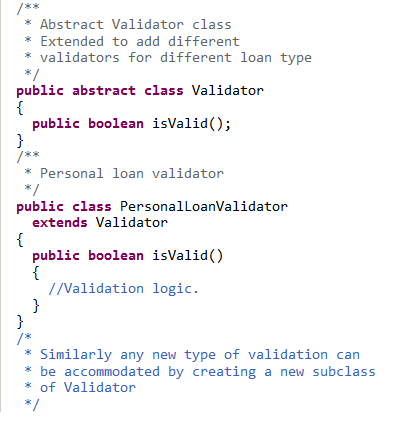 /**
 * Abstract Validator class
 * Extended to add different
 * validators for different loan type
 */
public abstract class Validator
{
  public boolean isValid();
}
/**
 * Personal loan validator
 */
public class PersonalLoanValidator
  extends Validator
{
  public boolean isValid()
  {
    //Validation logic.
  }
}
/*
 * Similarly any new type of validation can
 * be accommodated by creating a new subclass
 * of Validator
 */